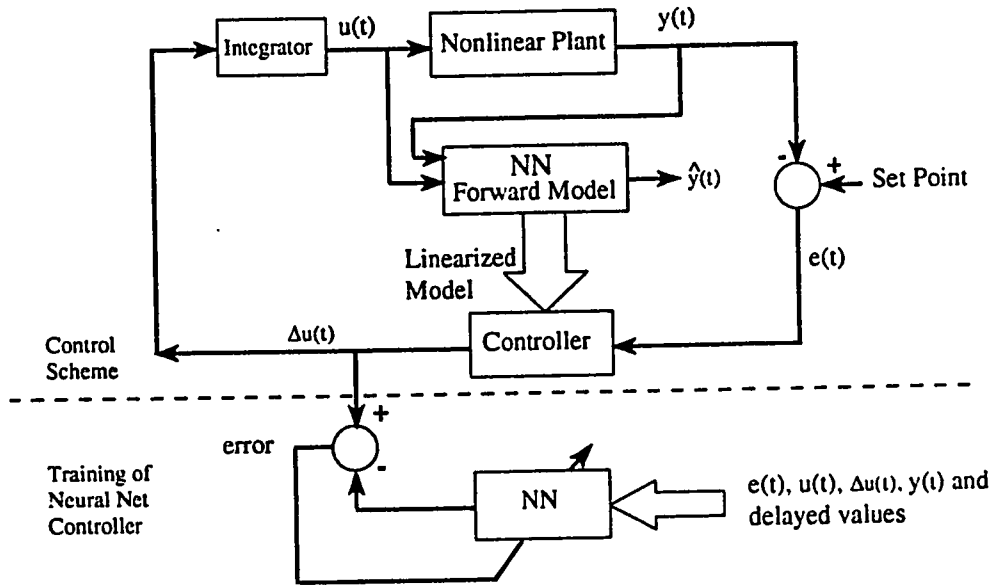 u(t)
y(t)
Integrator
Nonlinear Plant
NN
Forward Model
ŷ(t)
-
+
Set Point
Linearized
Model
e(t)
Δu(t)
Controller
Control
Scheme
+
error
-
Training of
Neural Net
Controller
NN
e(t), u(t), Δu(t), y(t) and
delayed values